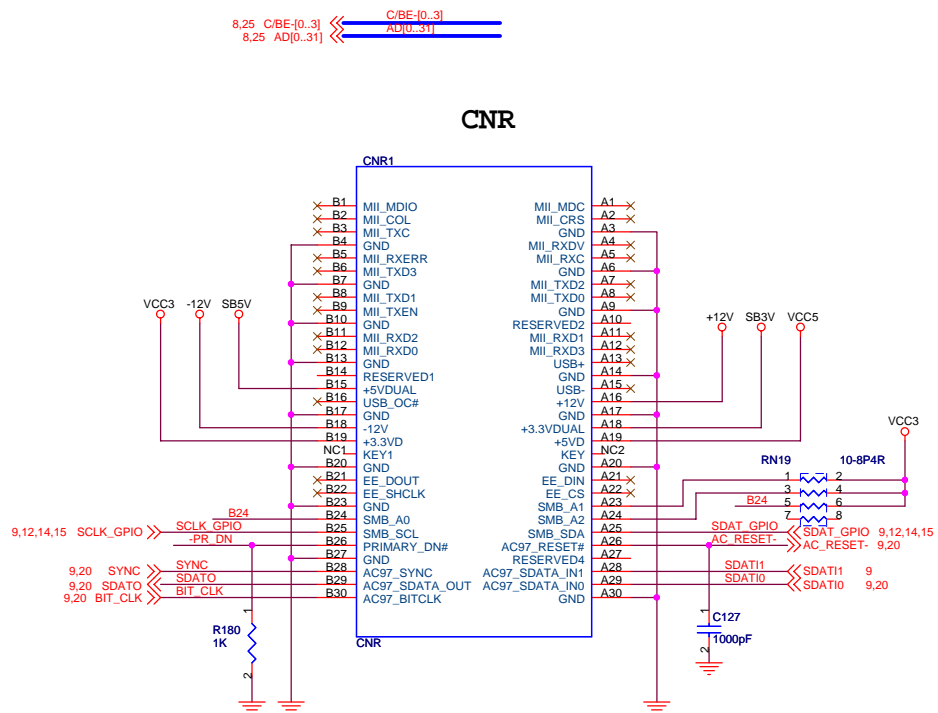 8,25 C/BE-[0..3] C/BE-[0..3]
8,25 AD[0..31] AD[0..31]
CNR
CNR1
B1 MII_MDIO MII_MDC A1
B2 MII_COL MII_CRS A2
B3 MII_TXC GND A3
B4 GND MII_RXDV A4
B5 MII_RXERR MII_RXC A5
B6 MII_TXD3 GND A6
B7 GND MII_TXD2 A7
B8 MII_TXD1 MII_TXD0 A8
B9 MII_TXEN GND A9
VCC3 -12V SB5V
B10 GND RESERVED2 A10
+12V SB3V VCC5
B11 MII_RXD2 MII_RXD1 A11
B12 MII_RXD0 MII_RXD3 A12
B13 GND USB+ A13
B14 RESERVED1 GND A14
B15 +5VDUAL USB- A15
B16 USB_OC# +12V A16
B17 GND GND A17
B18 -12V +3.3VDUAL A18
VCC3
B19 +3.3VD +5VD A19
NC1 KEY1 KEY NC2
B20 GND GND A20
RN19 10-8P4R
B21 EE_DOUT EE_DIN A21
1 2
B22 EE_SHCLK EE_CS A22
3 4
B23 GND SMB_A1 A23
B24 5 6
B24 B24 SMB_A0 SMB_A2 A24
7 8
9,12,14,15 SCLK_GPIO SCLK_GPIO B25 SMB_SCL SMB_SDA A25 SDAT_GPIO SDAT_GPIO 9,12,14,15
-PR_DN B26 PRIMARY_DN# AC97_RESET# A26 AC_RESET- AC_RESET- 9,20
B27 GND RESERVED4 A27
9,20 SYNC SYNC B28 AC97_SYNC AC97_SDATA_IN1 A28 SDATI1 SDATI1 9
9,20 SDATO SDATO B29 AC97_SDATA_OUT AC97_SDATA_IN0 A29 SDATI0 SDATI0 9,20
9,20 BIT_CLK BIT_CLK B30 AC97_BITCLK GND A30
1
R180
1K
2
CNR
1
C127
1000pF
2